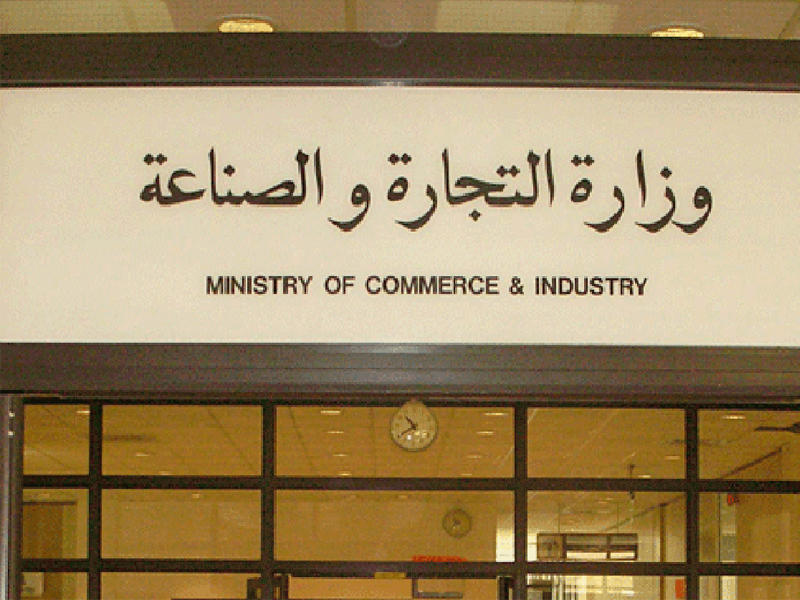 وزارة التجارة و الصناعة
MINISTRY OF COMMERCE & INDUSTRY